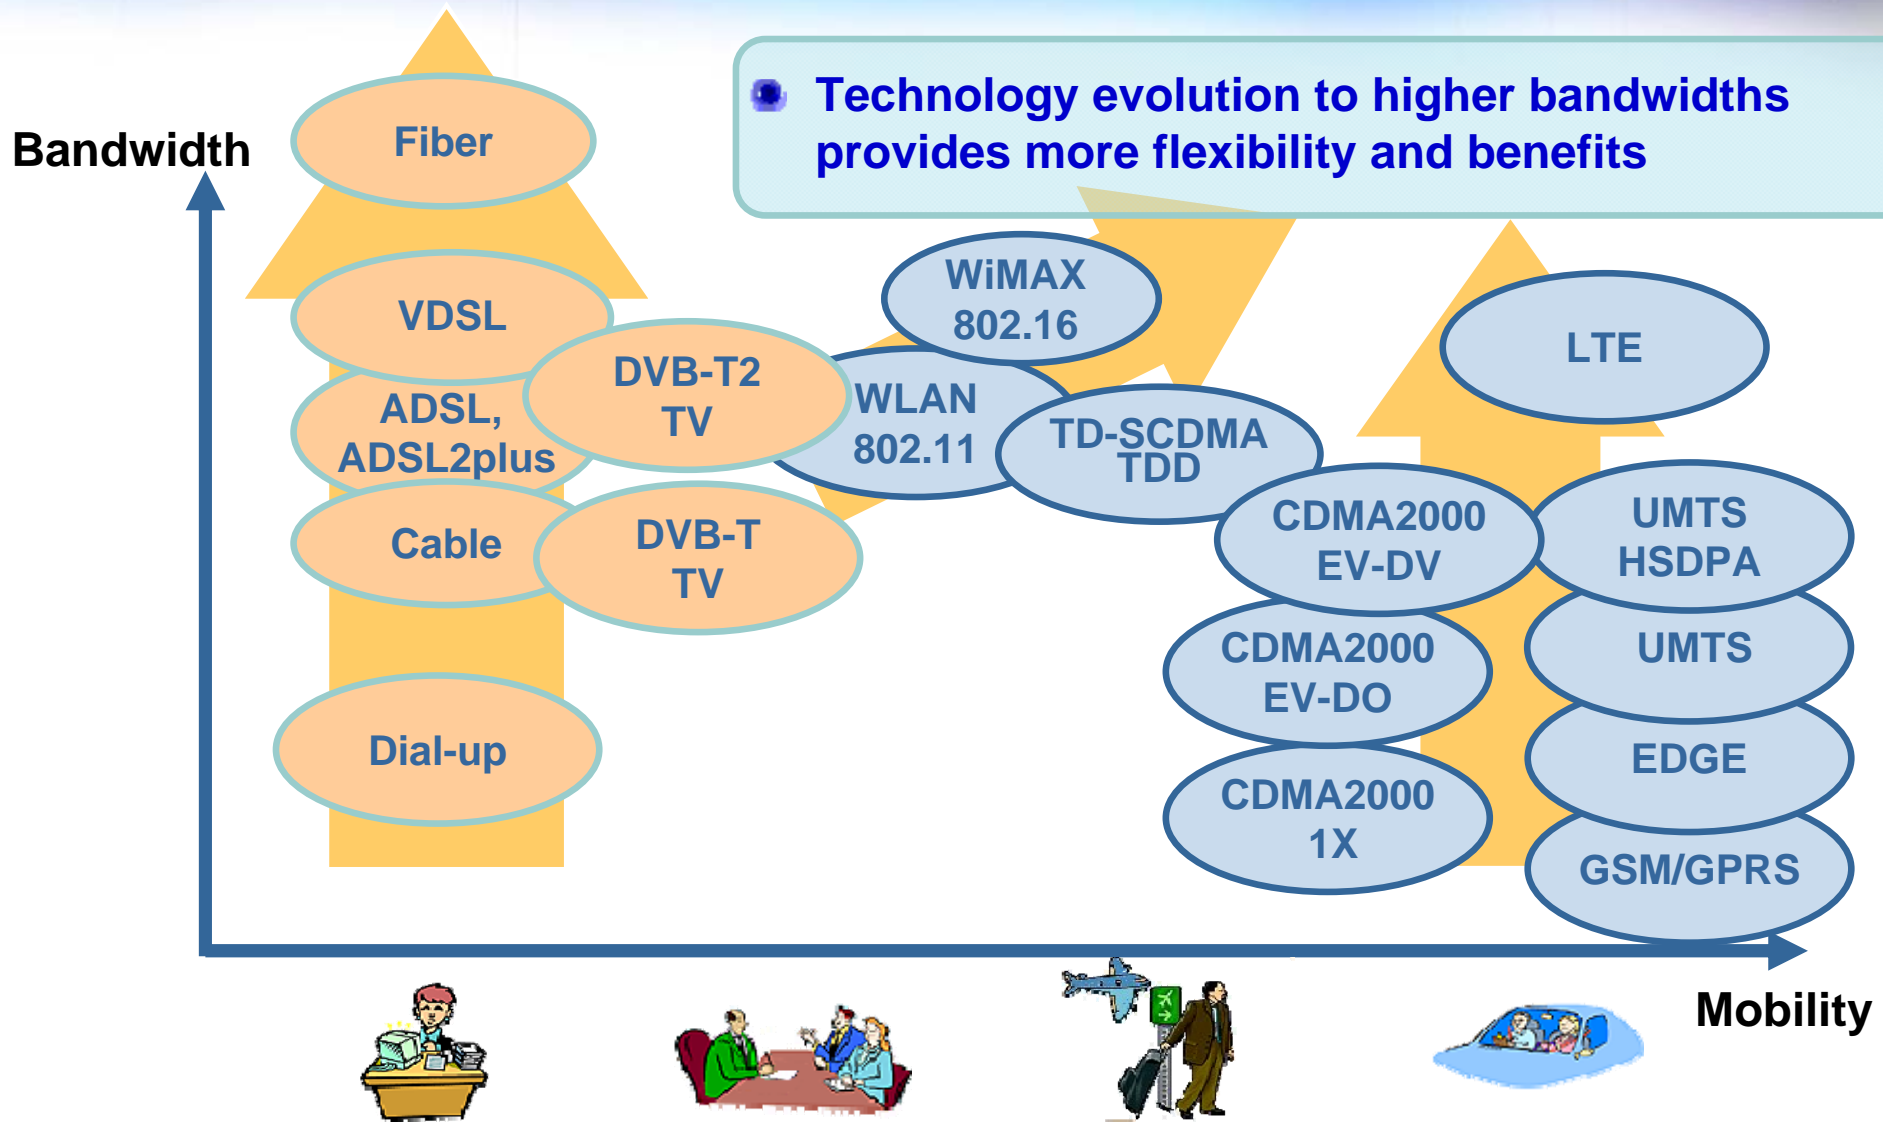 Technology evolution to higher bandwidths
provides more flexibility and benefits
Bandwidth
Fiber
VDSL
ADSL,
ADSL2plus
Cable
Dial-up
DVB-T2
TV
DVB-T
TV
WiMAX
802.16
WLAN
802.11
TD-SCDMA
TDD
LTE
CDMA2000
EV-DV
CDMA2000
EV-DO
CDMA2000
1X
UMTS
HSDPA
UMTS
EDGE
GSM/GPRS
Mobility